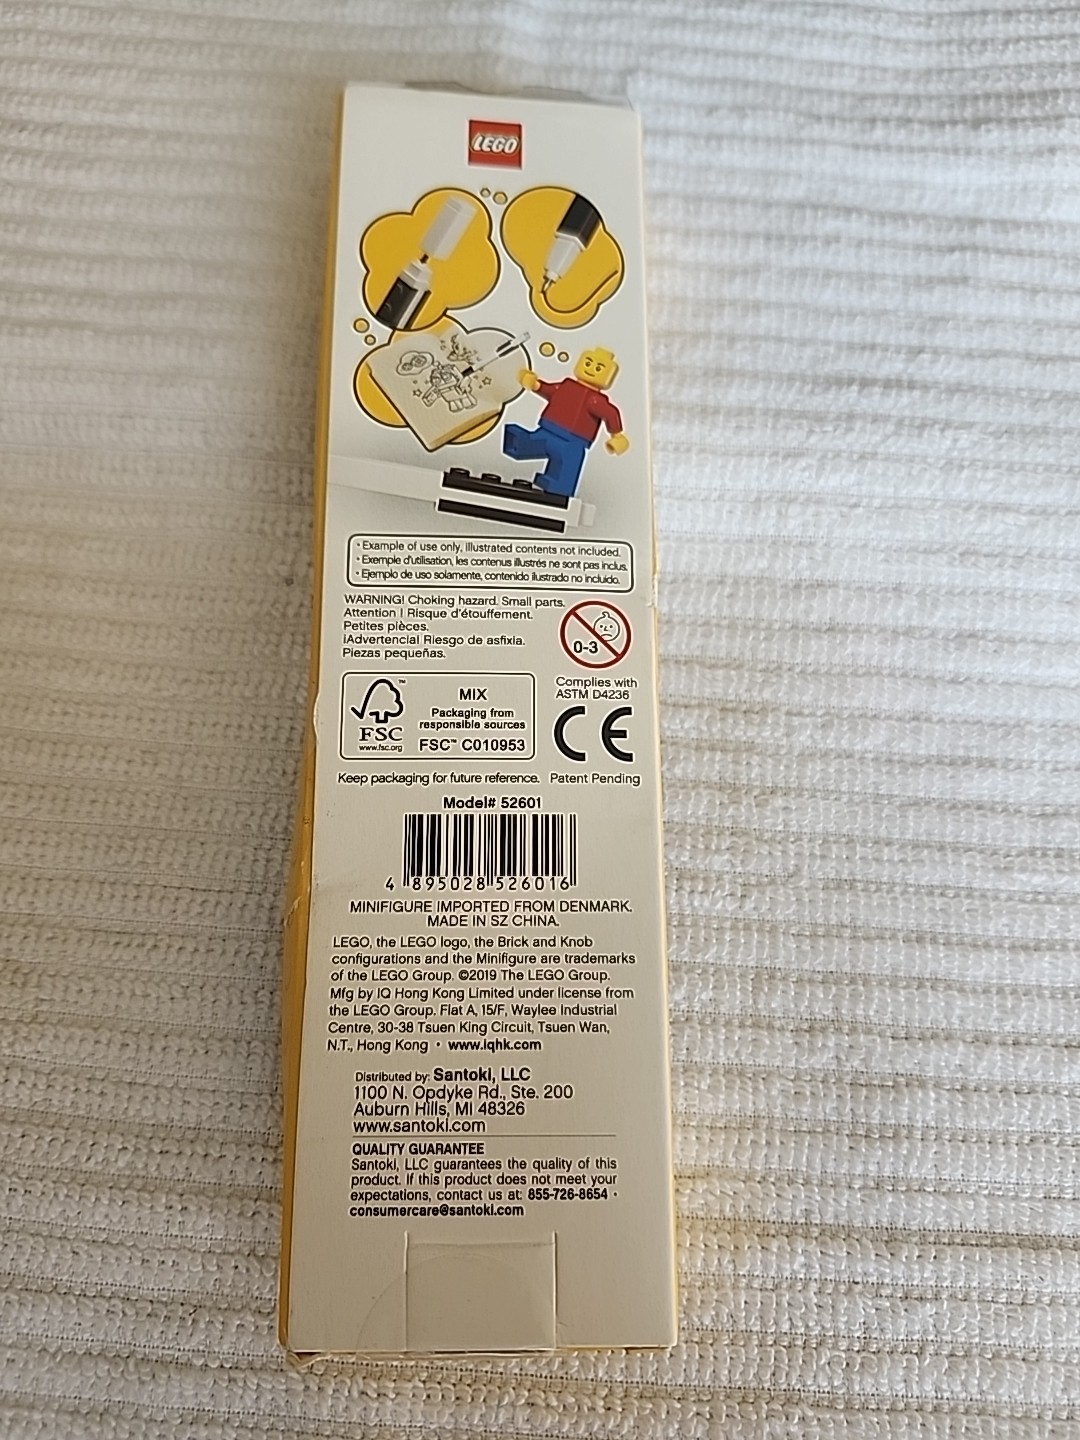 LEGO
• Example of use only, illustrated contents not included.
• Exemple d'utilisation, les contenus illustrés ne sont pas inclus.
• Ejemplo de uso solamente, contenido ilustrado no incluido.
WARNING! Choking hazard. Small parts.
Attention ! Risque d'étouffement.
Petites pièces.
¡Advertencia! Riesgo de asfixia.
Piezas pequeñas.
0-3
Complies with
ASTM D4236
CE
FSC
www.fsc.org
™
MIX
Packaging from
responsible sources
FSC™ C010953
Keep packaging for future reference.
Patent Pending
Model# 52601
4 895028 526016
MINIFIGURE IMPORTED FROM DENMARK.
MADE IN SZ CHINA.
LEGO, the LEGO logo, the Brick and Knob
configurations and the Minifigure are trademarks
of the LEGO Group. ©2019 The LEGO Group.
Mfg by IQ Hong Kong Limited under license from
the LEGO Group. Flat A, 15/F, Waylee Industrial
Centre, 30-38 Tsuen King Circuit, Tsuen Wan,
N.T., Hong Kong • www.iqhk.com
Distributed by: Santoki, LLC
1100 N. Opdyke Rd., Ste. 200
Auburn Hills, MI 48326
www.santoki.com
QUALITY GUARANTEE
Santoki, LLC guarantees the quality of this
product. If this product does not meet your
expectations, contact us at: 855-726-8654 •
consumercare@santoki.com